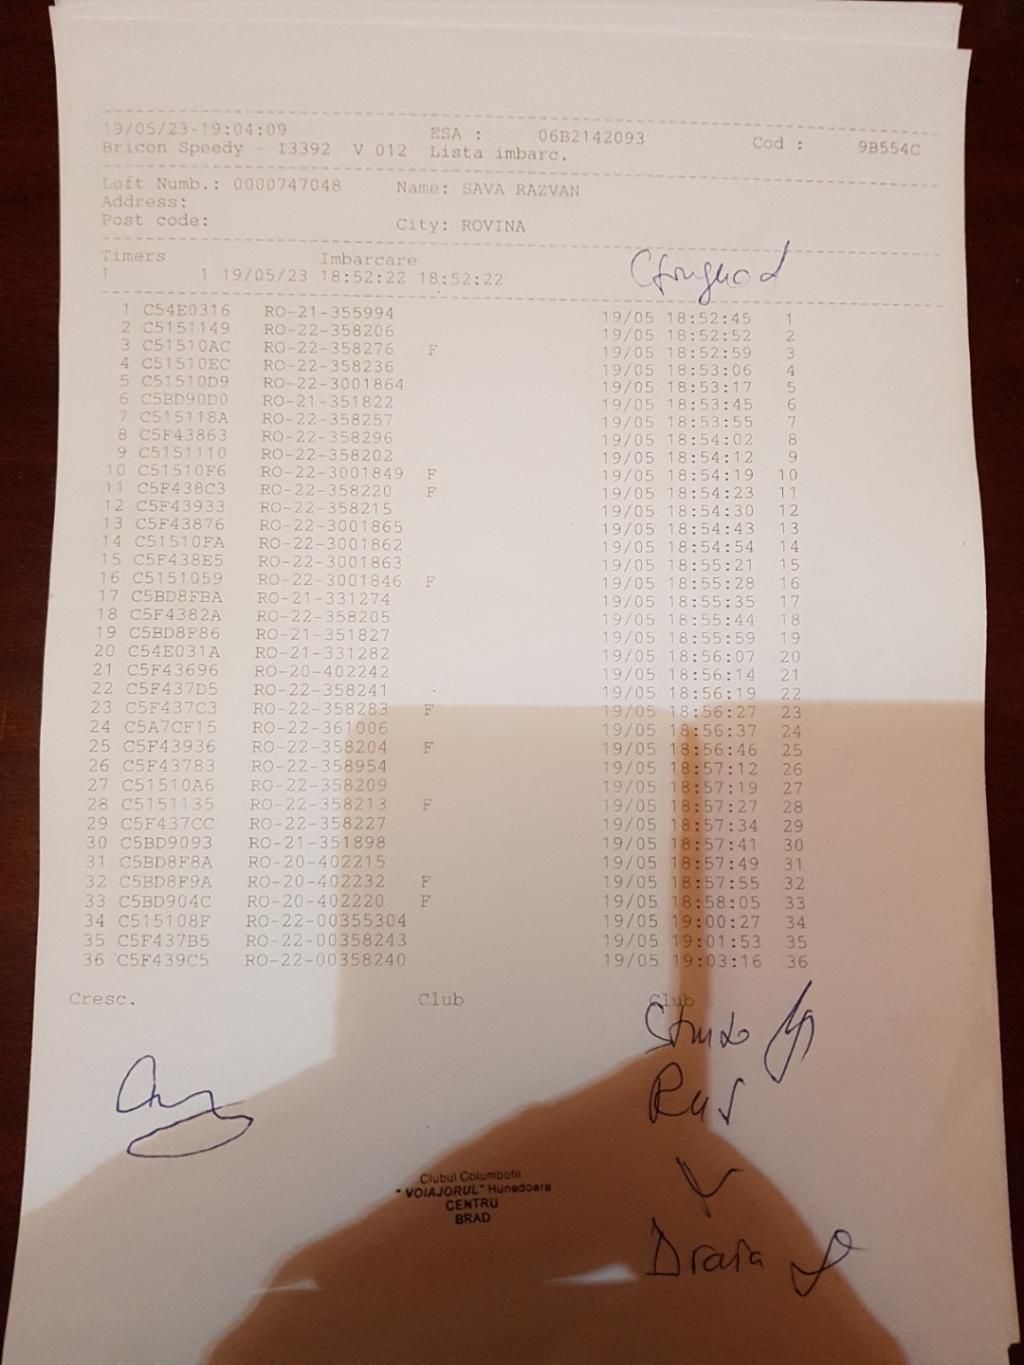 19/05/23-19:04:09 ESA : 06B2142093 Cod : 9B554C
Bricon Speedy - I3392 V 012 Lista imbarc.
Loft Numb.: 0000747048 Name: SAVA RAZVAN
Address:
Post code: City: ROVINA
Timers Imbarcare
1 1 19/05/23 18:52:22 18:52:22
1 C54E0316 RO-21-355994 19/05 18:52:45 1
2 C5151149 RO-22-358206 19/05 18:52:52 2
3 C51510AC RO-22-358276 F 19/05 18:52:59 3
4 C51510EC RO-22-358236 19/05 18:53:06 4
5 C51510D9 RO-22-3001864 19/05 18:53:17 5
6 C5BD90D0 RO-21-351822 19/05 18:53:45 6
7 C515118A RO-22-358257 19/05 18:53:55 7
8 C5F43863 RO-22-358296 19/05 18:54:02 8
9 C5151110 RO-22-358202 19/05 18:54:12 9
10 C51510F6 RO-22-3001849 F 19/05 18:54:19 10
11 C5F438C3 RO-22-358220 F 19/05 18:54:23 11
12 C5F43933 RO-22-358215 19/05 18:54:30 12
13 C5F43876 RO-22-3001865 19/05 18:54:43 13
14 C51510FA RO-22-3001862 19/05 18:54:54 14
15 C5F438E5 RO-22-3001863 19/05 18:55:21 15
16 C5151059 RO-22-3001846 F 19/05 18:55:28 16
17 C5BD8FBA RO-21-331274 19/05 18:55:35 17
18 C5F4382A RO-22-358205 19/05 18:55:44 18
19 C5BD8F86 RO-21-351827 19/05 18:55:59 19
20 C54E031A RO-21-331282 19/05 18:56:07 20
21 C5F43696 RO-20-402242 19/05 18:56:14 21
22 C5F437D5 RO-22-358241 19/05 18:56:19 22
23 C5F437C3 RO-22-358283 F 19/05 18:56:27 23
24 C5A7CF15 RO-22-361006 19/05 18:56:37 24
25 C5F43936 RO-22-358204 F 19/05 18:56:46 25
26 C5F43783 RO-22-358954 19/05 18:57:12 26
27 C51510A6 RO-22-358209 19/05 18:57:19 27
28 C5151135 RO-22-358213 F 19/05 18:57:27 28
29 C5F437CC RO-22-358227 19/05 18:57:34 29
30 C5BD9093 RO-21-351898 19/05 18:57:41 30
31 C5BD8F8A RO-20-402215 19/05 18:57:49 31
32 C5BD8F9A RO-20-402232 F 19/05 18:57:55 32
33 C5BD904C RO-20-402220 F 19/05 18:58:05 33
34 C515108F RO-22-00355304 19/05 19:00:27 34
35 C5F437B5 RO-22-00358243 19/05 19:01:53 35
36 C5F439C5 RO-22-00358240 19/05 19:03:16 36
Cresc. Club Club
Rus
Clubul Columbofil
"VOIAJORUL" Hunedoara
CENTRU
BRAD